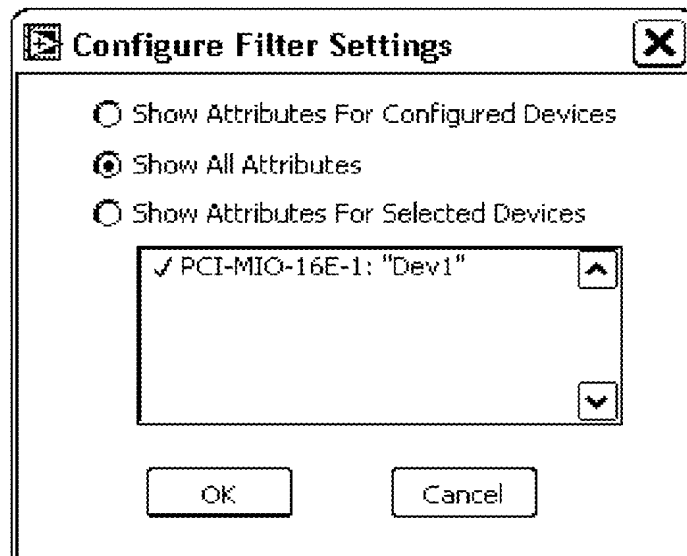 Configure Filter Settings
Show Attributes For Configured Devices
Show All Attributes
Show Attributes For Selected Devices
✓ PCI-MIO-16E-1: "Dev1"
OK
Cancel